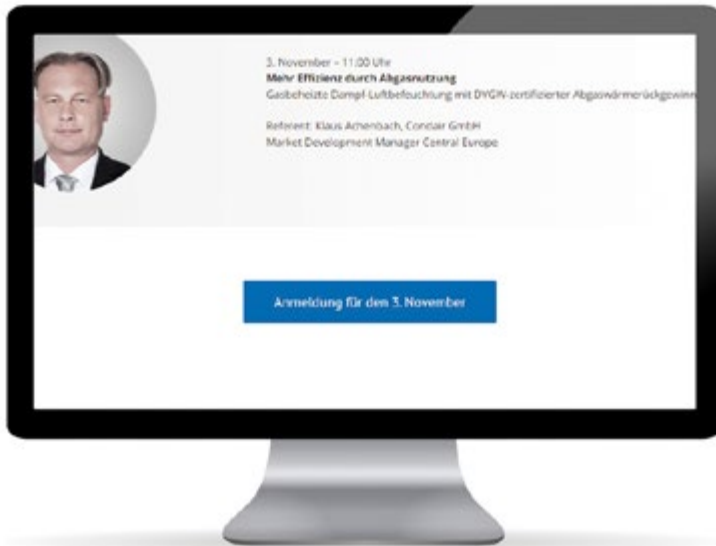 3. November – 11:00 Uhr
Mehr Effizienz durch Abgasnutzung
Gasbeheizte Dampf-Luftbefeuchtung mit DVGW-zertifizierter Abgaswärmerückgewinn
Referent: Klaus Achenbach, Condair GmbH
Market Development Manager Central Europe
Anmeldung für den 3. November